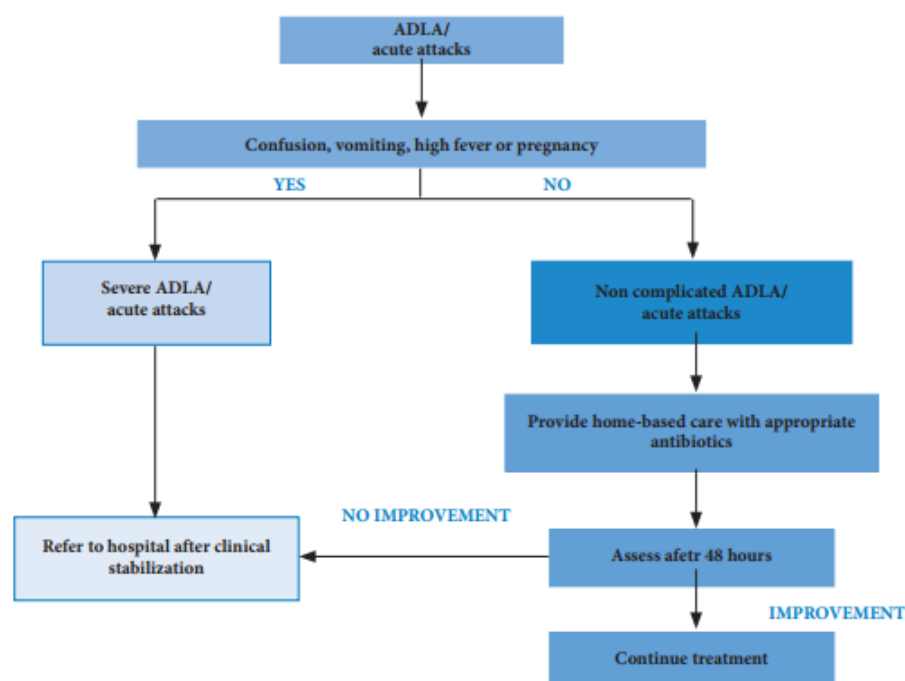 ADLA/
acute attacks
Confusion, vomiting, high fever or pregnancy
YES
NO
Severe ADLA/
acute attacks
Non complicated ADLA/
acute attacks
Provide home-based care with appropriate
antibiotics
NO IMPROVEMENT
Refer to hospital after clinical
stabilization
Assess afetr 48 hours
IMPROVEMENT
Continue treatment